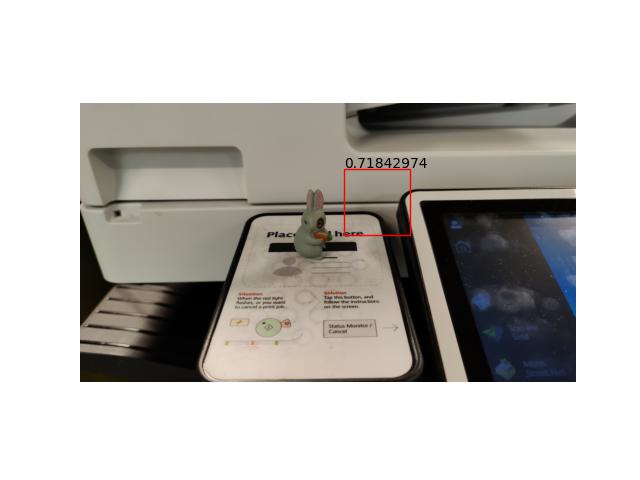 0.71842974
Place here
Situation
When the red light
flashes, or you want
to cancel a print job...
Solution
Tap this button, and
follow the instructions
on the screen.
Status Monitor /
Cancel